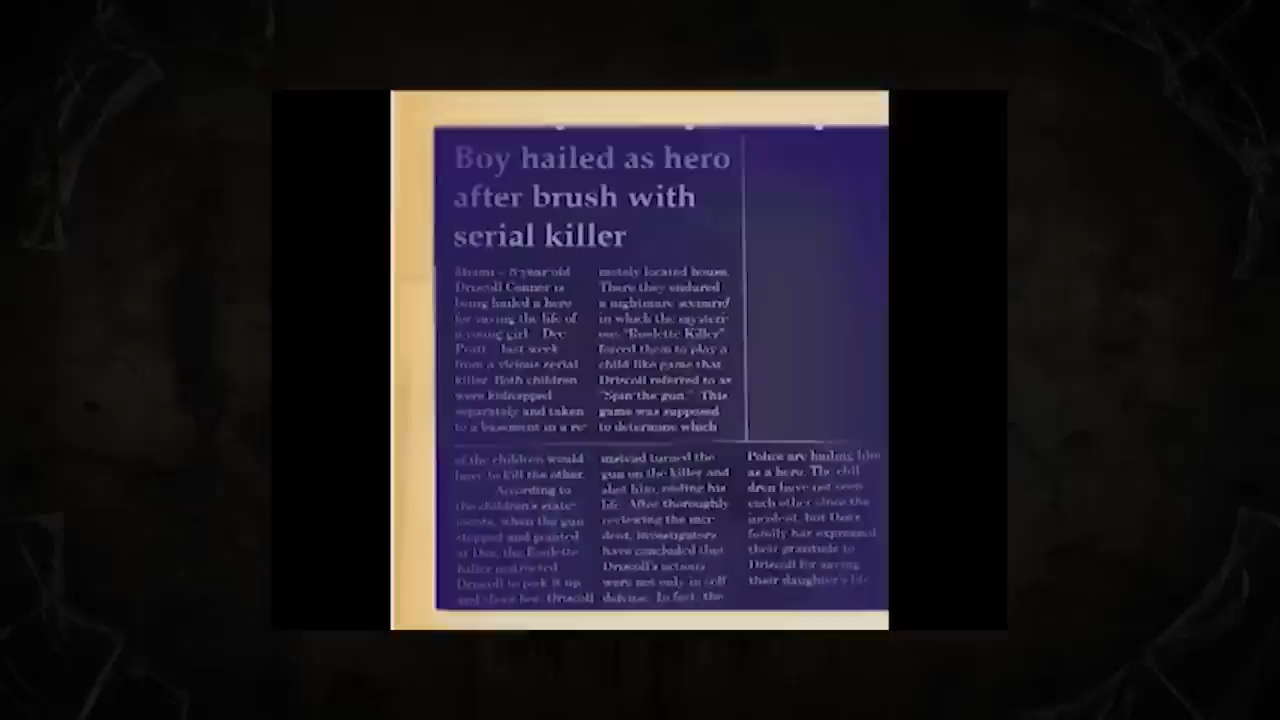 Boy hailed as hero
after brush with
serial killer
8 year old
Driscoll Conner is
being hailed a hero
for saving the life of
a young girl - Dee
Pratt - last week
from a vicious serial
killer. Both children
were kidnapped
separately and taken
to a basement in a re-
motely located house.
There they endured
a nightmare scenario
in which the mysteri-
ous "Roulette Killer"
forced them to play a
child like game that
Driscoll referred to as
"Spin the gun." This
game was supposed
to determine which
of the children would
have to kill the other.
According to
the children's state-
ments, when the gun
stopped and pointed
at Dee, the Roulette
Killer instructed
Driscoll to pick it up
and shoot her. Driscoll
instead turned the
gun on the killer and
shot him, ending his
life. After thoroughly
reviewing the inci-
dent, investigators
have concluded that
Driscoll's actions
were not only in self
defense. In fact, the
Police are hailing him
as a hero. The chil-
dren have not seen
each other since the
incident, but Dee's
family has expressed
their gratitude to
Driscoll for saving
their daughter's life